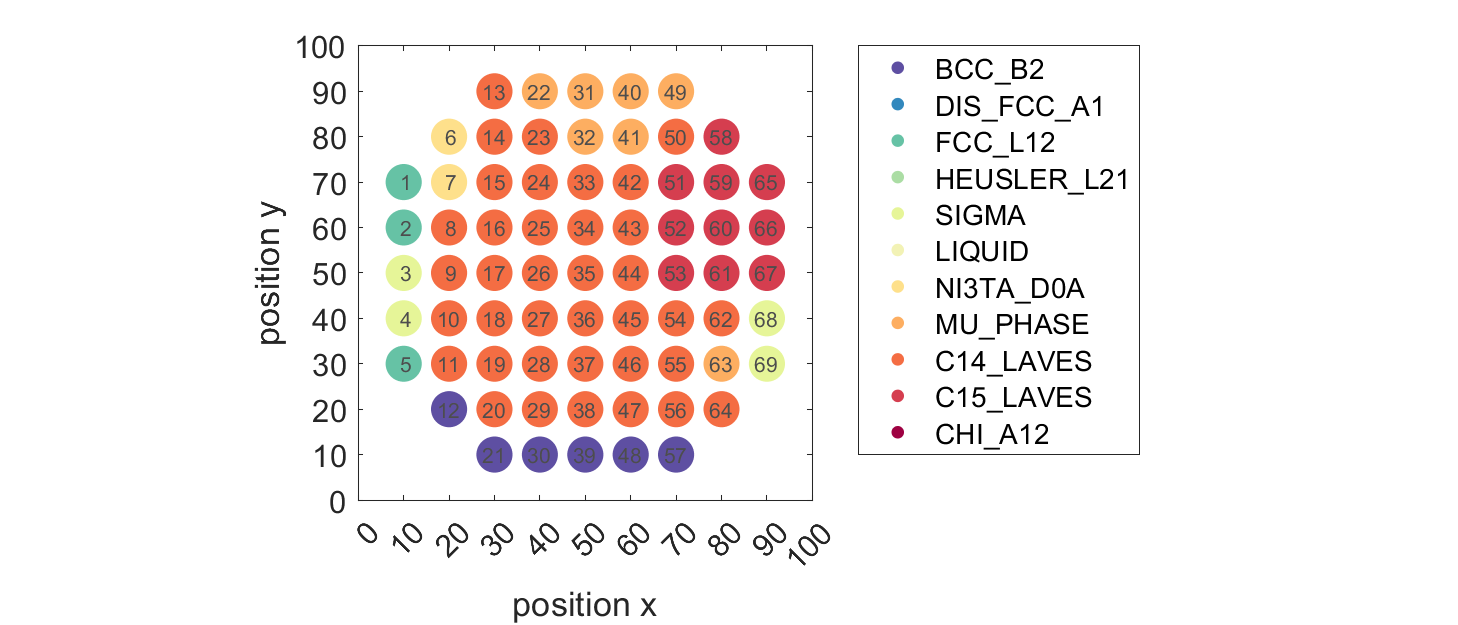 100
90
80
70
60
50
40
30
20
10
0
position y
13 22 31 40 49
6 14 23 32 41 50 58
1 7 15 24 33 42 51 59 65
2 8 16 25 34 43 52 60 66
3 9 17 26 35 44 53 61 67
4 10 18 27 36 45 54 62 68
5 11 19 28 37 46 55 63 69
12 20 29 38 47 56 64
21 30 39 48 57
0 10 20 30 40 50 60 70 80 90 100
position x
BCC_B2
DIS_FCC_A1
FCC_L12
HEUSLER_L21
SIGMA
LIQUID
NI3TA_D0A
MU_PHASE
C14_LAVES
C15_LAVES
CHI_A12